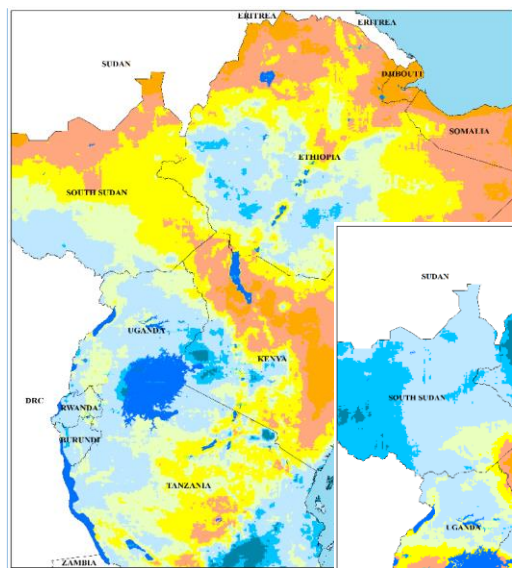 ERITREA
ERITREA
SUDAN
DJIBOUTI
SOMALIA
ETHIOPIA
SOUTH SUDAN
SUDAN
UGANDA
KENYA
DRC
RWANDA
SOUTH SUDAN
BURUNDI
TANZANIA
UGANDA
ZAMBIA